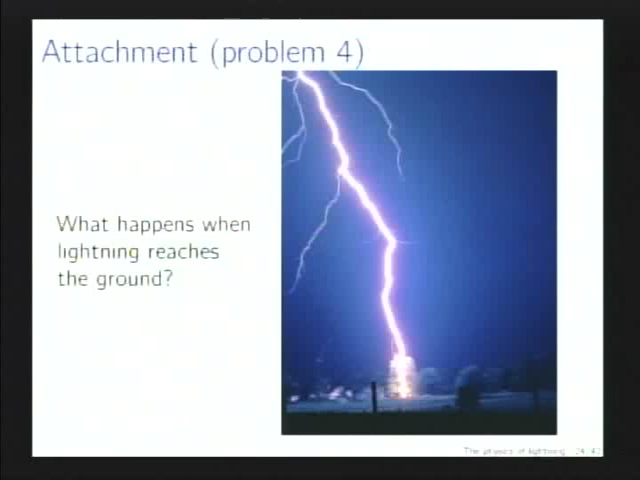 Attachment (problem 4)
What happens when
lightning reaches
the ground?
The physics of lightning